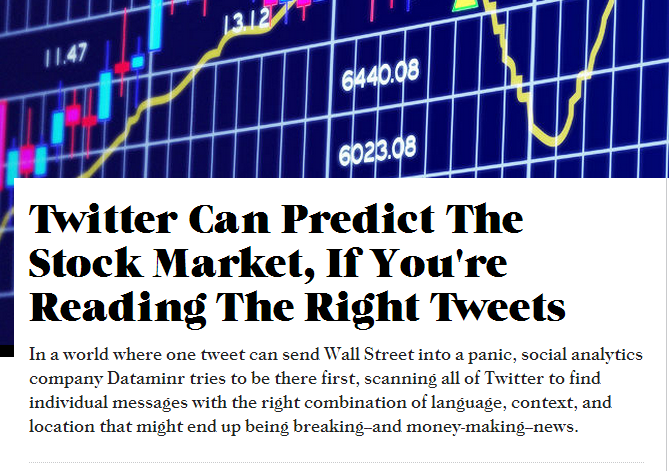 13.12
11.47
6440.08
6023.08
Twitter Can Predict The
Stock Market, If You're
Reading The Right Tweets
In a world where one tweet can send Wall Street into a panic, social analytics
company Dataminr tries to be there first, scanning all of Twitter to find
individual messages with the right combination of language, context, and
location that might end up being breaking–and money-making–news.